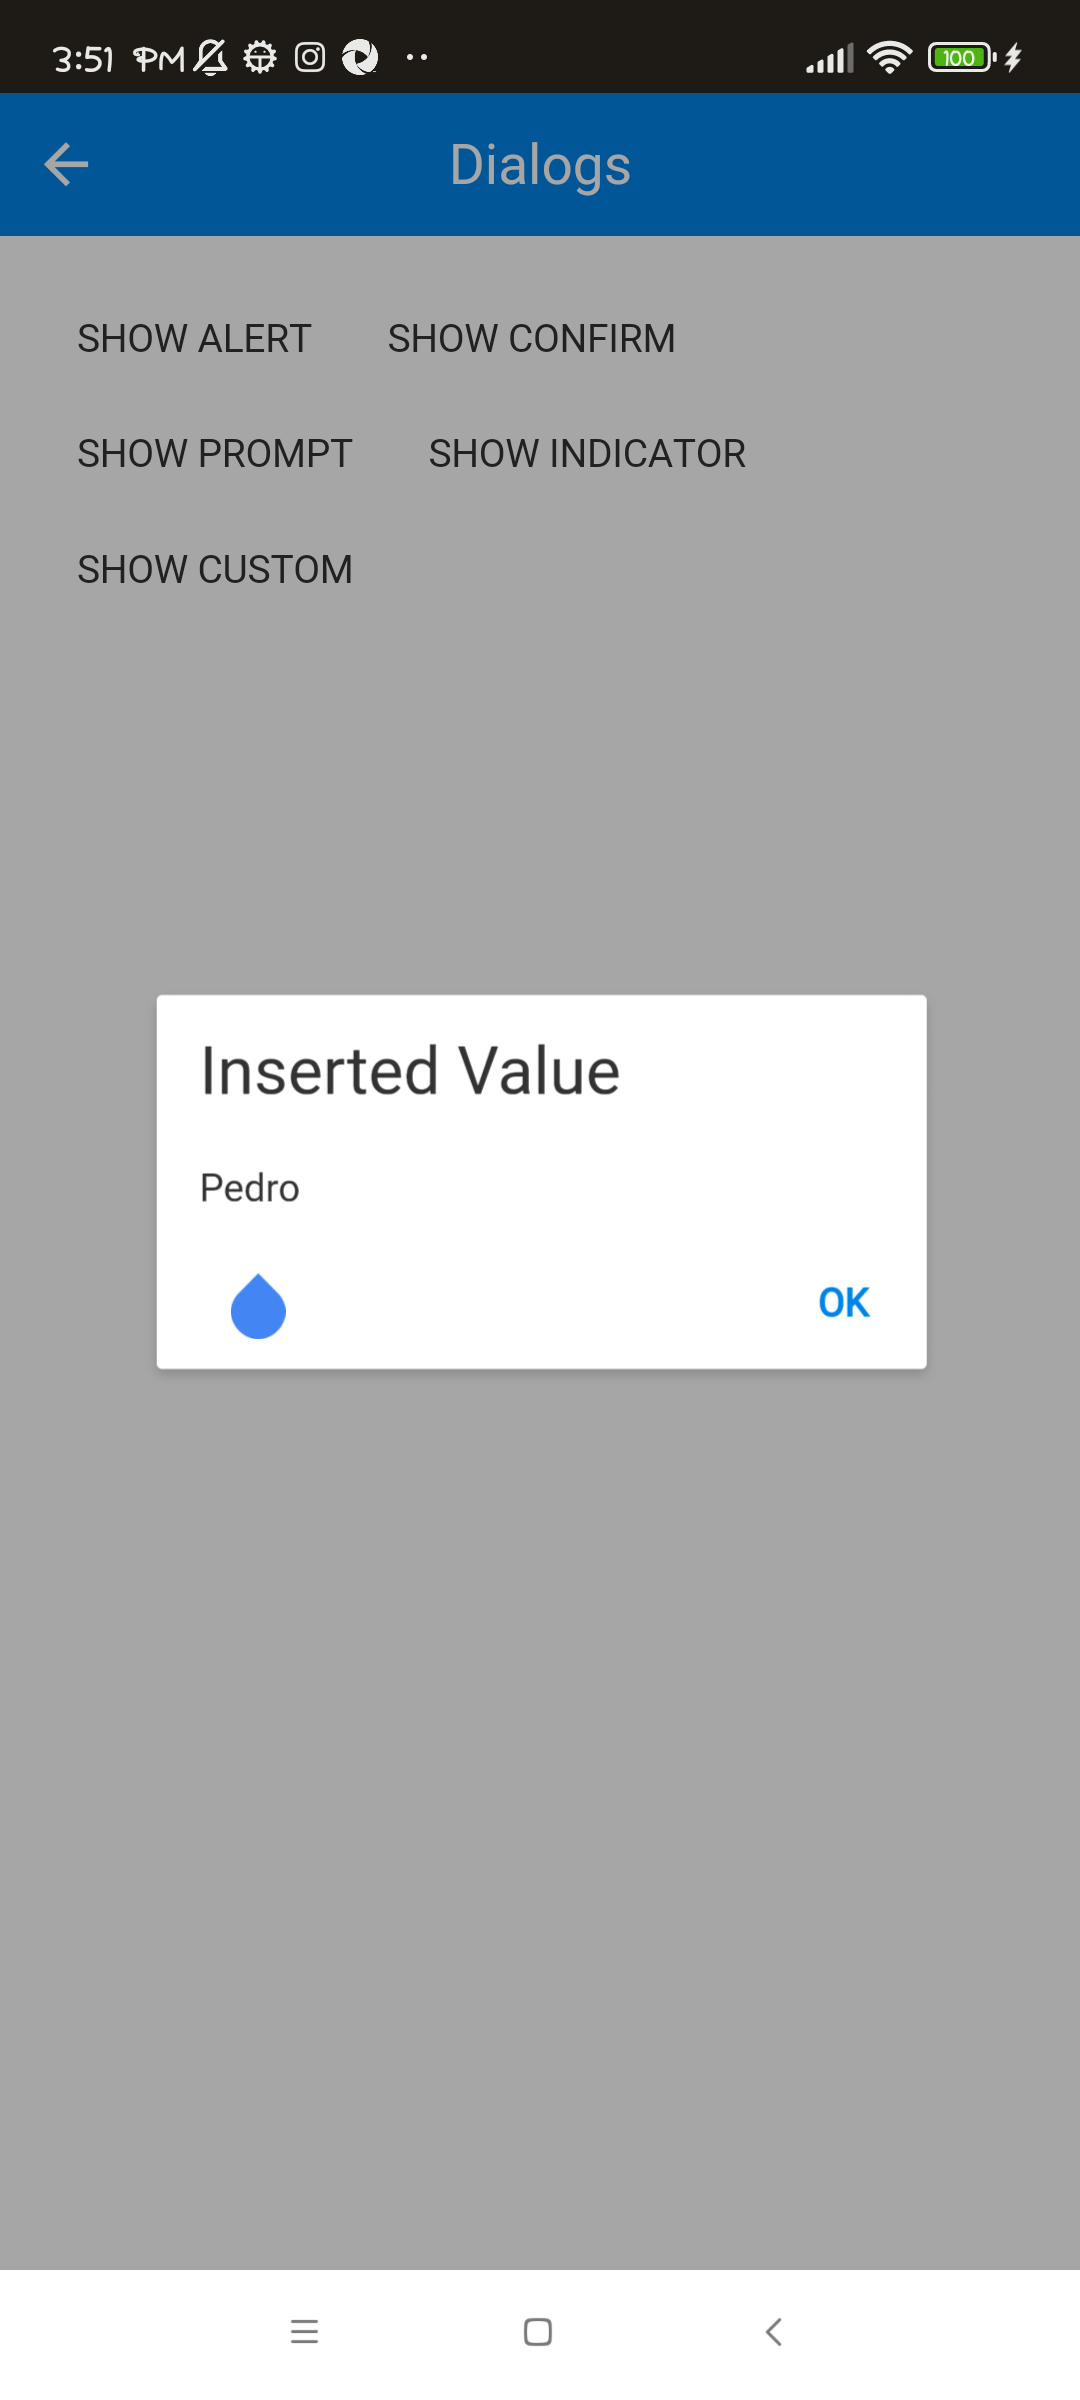 3:51 PM
100
Dialogs
SHOW ALERT SHOW CONFIRM
SHOW PROMPT SHOW INDICATOR
SHOW CUSTOM
Inserted Value
Pedro
OK